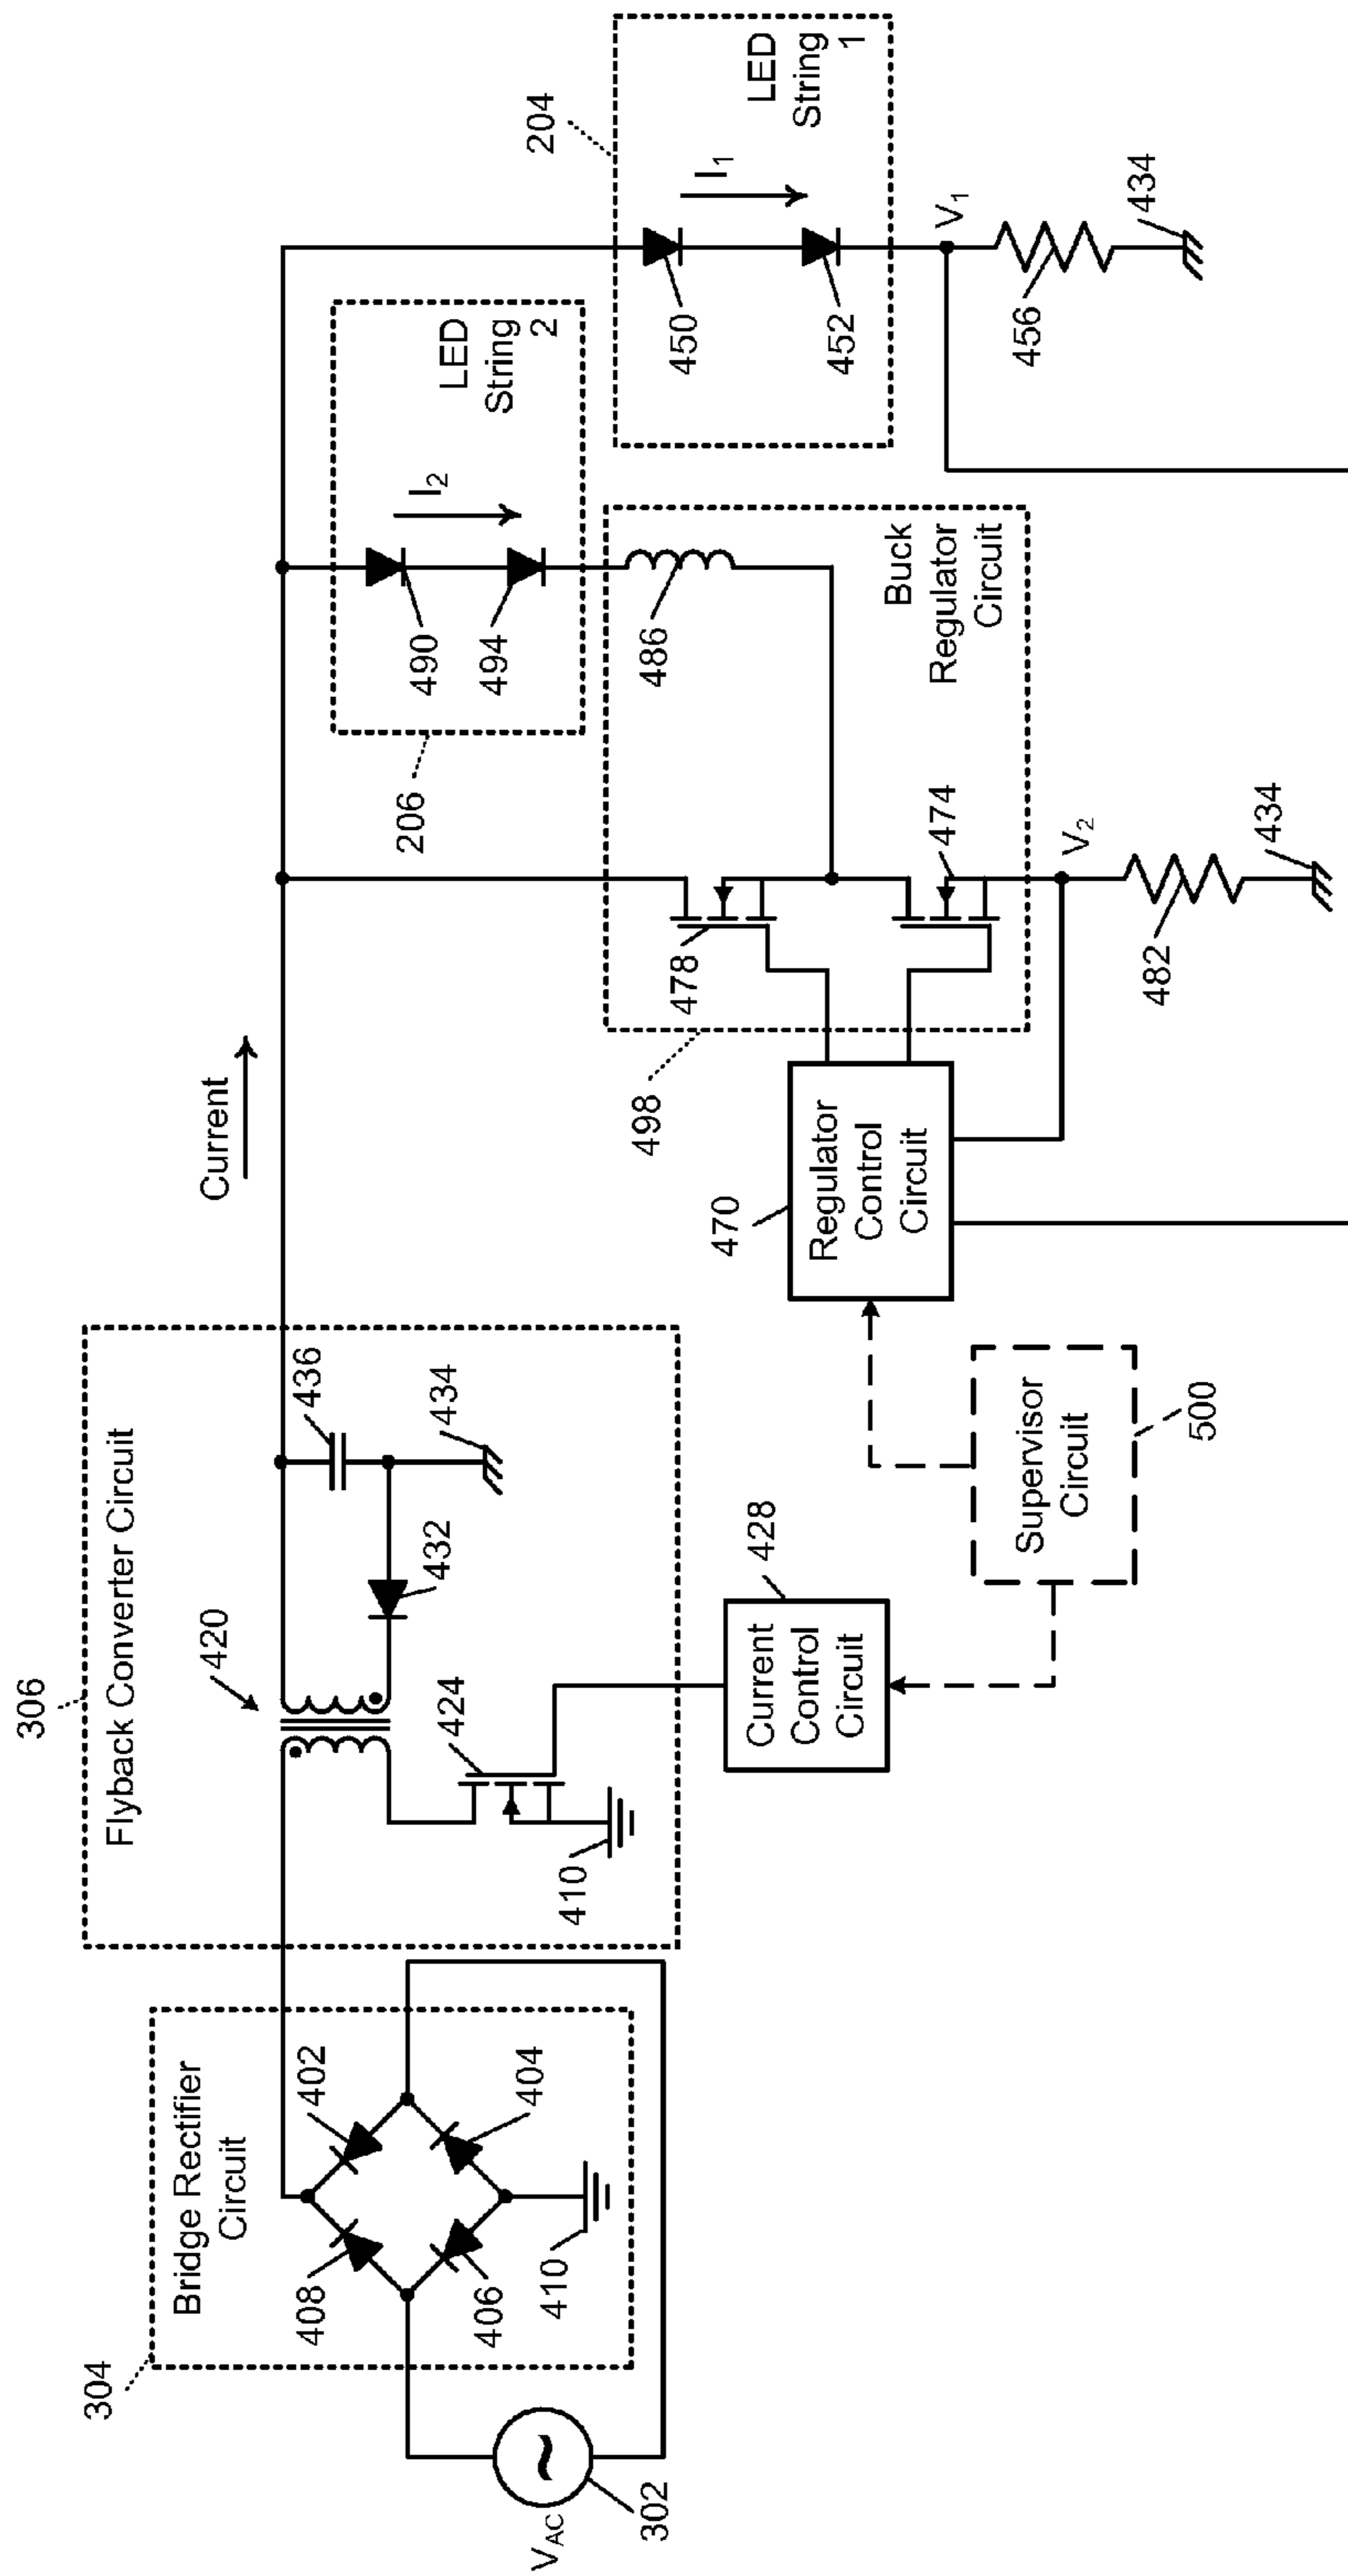 304
Bridge Rectifier
Circuit
408
402
406
404
410
V_AC
302
306
Flyback Converter Circuit
420
424
410
432
436
434
Current
Control
Circuit
428
Supervisor
Circuit
500
Current
470
Regulator
Control
Circuit
498
478
474
V₂
482
434
206
490
494
I₂
LED
String
2
486
Buck
Regulator
Circuit
204
450
452
I₁
LED
String
1
V₁
456
434